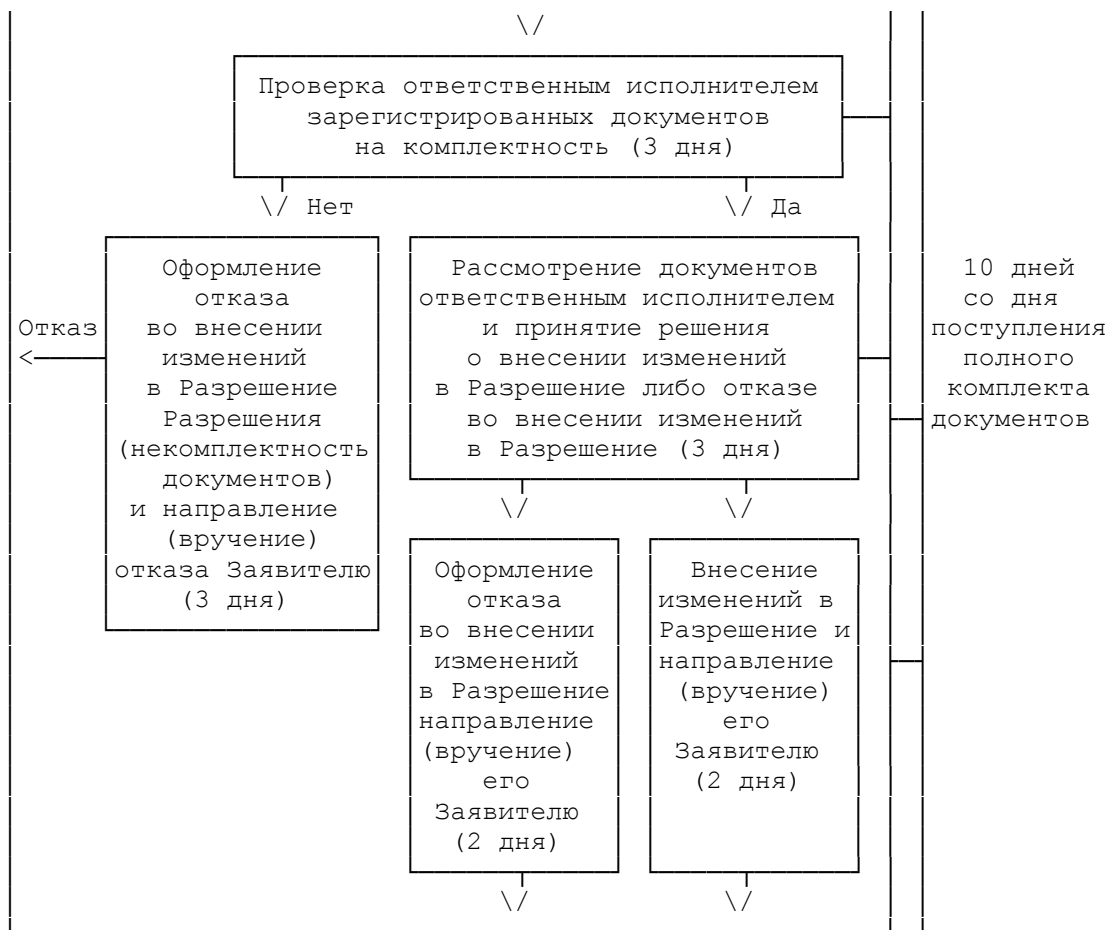 \/
Проверка ответственным исполнителем
зарегистрированных документов
на комплектность (3 дня)
\/ Нет
\/ Да
Отказ
<
Оформление
отказа
во внесении
изменений
в Разрешение
Разрешения
(некомплектность
документов)
и направление
(вручение)
отказа Заявителю
(3 дня)
Рассмотрение документов
ответственным исполнителем
и принятие решения
о внесении изменений
в Разрешение либо отказе
во внесении изменений
в Разрешение (3 дня)
10 дней
со дня
поступления
полного
комплекта
документов
\/
\/
Оформление
отказа
во внесении
изменений
в Разрешение
направление
(вручение)
его
Заявителю
(2 дня)
Внесение
изменений в
Разрешение и
направление
(вручение)
его
Заявителю
(2 дня)
\/
\/